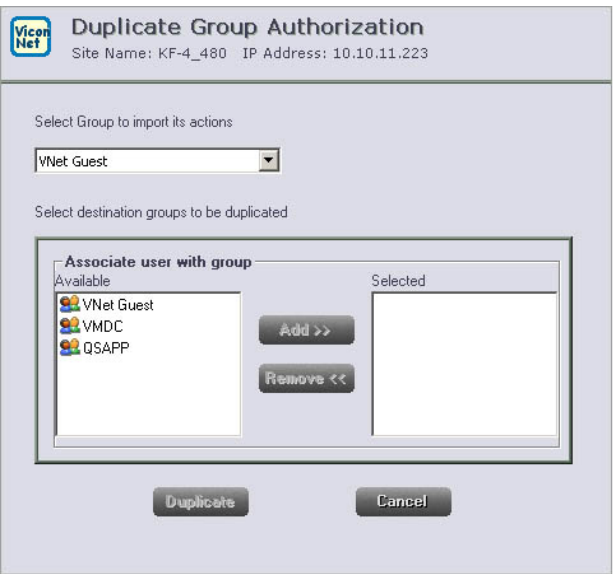 Vicon
Net
Duplicate Group Authorization
Site Name: KF-4_480 IP Address: 10.10.11.223
Select Group to import its actions
VNet Guest
Select destination groups to be duplicated
Associate user with group
Available
Selected
VNet Guest
VMDC
QSAPP
Add >>
Remove <<
Duplicate
Cancel